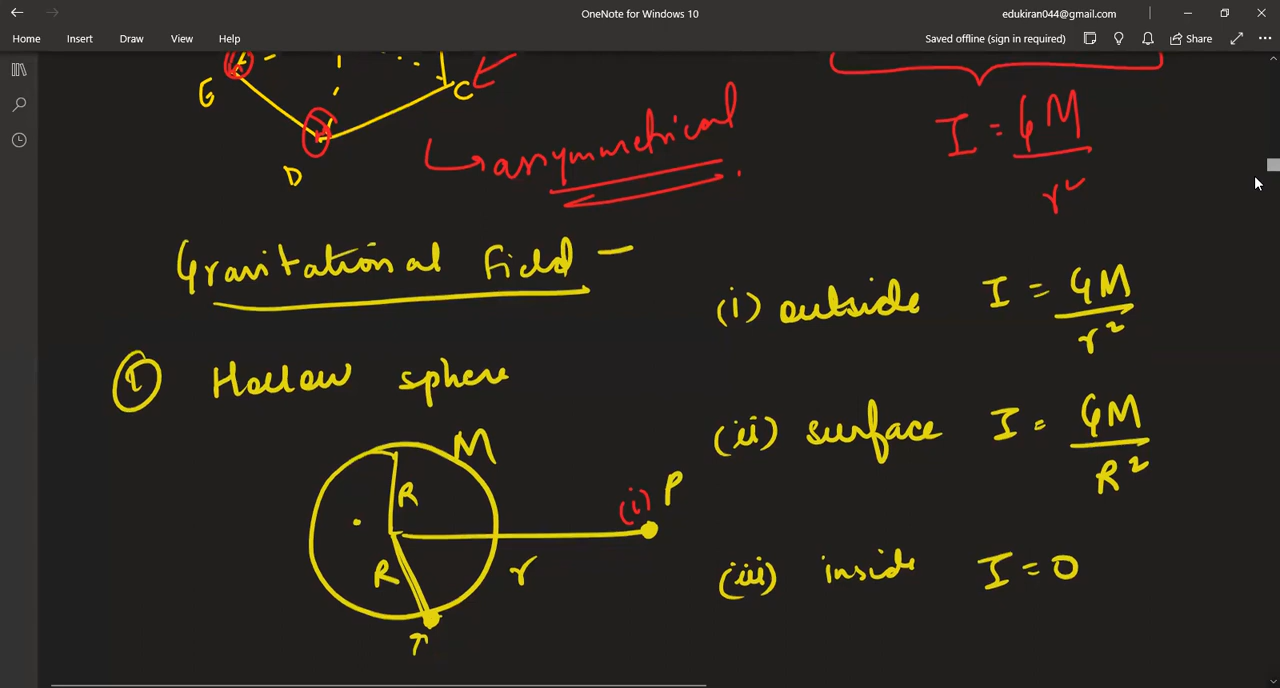 OneNote for Windows 10
edukiran044@gmail.com
Home Insert Draw View Help
Saved offline (sign in required) Share
G
C
D
assymmetrical
I = GM
r²
Gravitational Field -
(i) outside I = GM
r²
① Hollow sphere
(ii) surface I = GM
R²
M
R
(i) P
R
r
(iii) inside I = 0